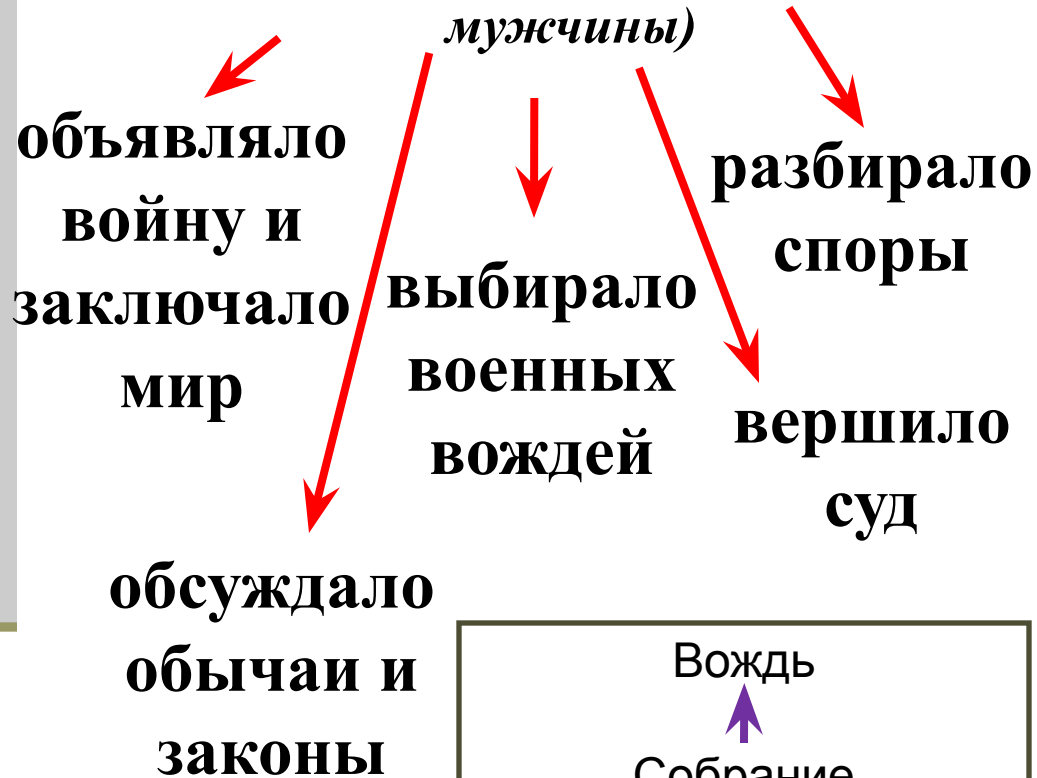 мужчины)
объявляло
войну и
заключало
мир
выбирало
военных
вождей
разбирало
споры
вершило
суд
обсуждало
обычаи и
законы
Вождь
Собрание